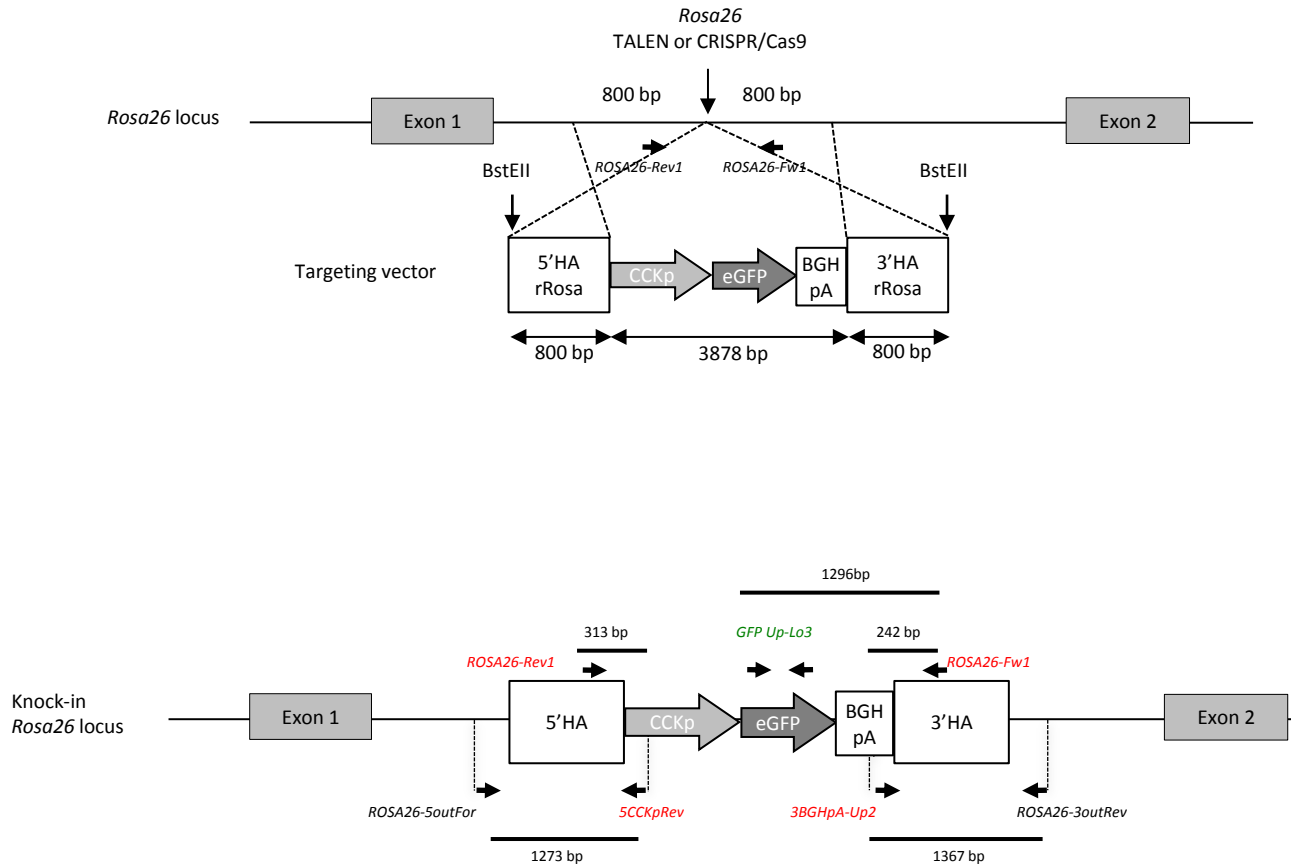 Rosa26
TALEN or CRISPR/Cas9
800 bp
800 bp
Rosa26 locus
Exon 1
Exon 2
ROSA26-Rev1
ROSA26-Fw1
BstEII
BstEII
Targeting vector
5'HA
rRosa
CCKp
eGFP
BGH
pA
3'HA
rRosa
800 bp
3878 bp
800 bp
1296bp
313 bp
GFP Up-Lo3
242 bp
ROSA26-Rev1
ROSA26-Fw1
Knock-in
Rosa26 locus
Exon 1
5'HA
CCKp
eGFP
BGH
pA
3'HA
Exon 2
ROSA26-5outFor
5CCKpRev
3BGHpA-Up2
ROSA26-3outRev
1273 bp
1367 bp